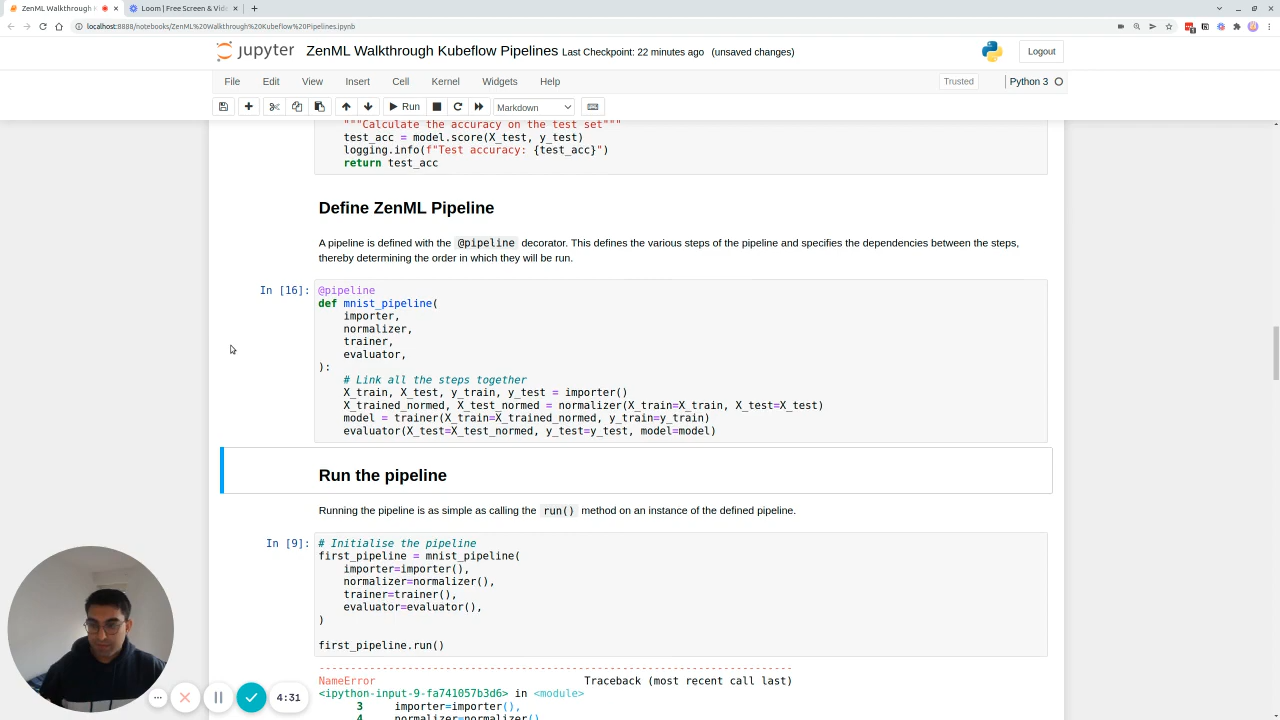 ZenML Walkthrough K
Loom | Free Screen & Vid
localhost:8888/notebooks/ZenML%20Walkthrough%20Kubeflow%20Pipelines.ipynb
jupyter ZenML Walkthrough Kubeflow Pipelines Last Checkpoint: 22 minutes ago (unsaved changes)
Logout
File Edit View Insert Cell Kernel Widgets Help
Trusted
Python 3
Run
Markdown
"""Calculate the accuracy on the test set"""
test_acc = model.score(X_test, y_test)
logging.info(f"Test accuracy: {test_acc}")
return test_acc
Define ZenML Pipeline
A pipeline is defined with the @pipeline decorator. This defines the various steps of the pipeline and specifies the dependencies between the steps,
thereby determining the order in which they will be run.
In [16]:
@pipeline
def mnist_pipeline(
importer,
normalizer,
trainer,
evaluator,
):
# Link all the steps together
X_train, X_test, y_train, y_test = importer()
X_trained_normed, X_test_normed = normalizer(X_train=X_train, X_test=X_test)
model = trainer(X_train=X_trained_normed, y_train=y_train)
evaluator(X_test=X_test_normed, y_test=y_test, model=model)
Run the pipeline
Running the pipeline is as simple as calling the run() method on an instance of the defined pipeline.
In [9]:
# Initialise the pipeline
first_pipeline = mnist_pipeline(
importer=importer(),
normalizer=normalizer(),
trainer=trainer(),
evaluator=evaluator(),
)
first_pipeline.run()
---------------------------------------------------------------------------
NameError Traceback (most recent call last)
<ipython-input-9-fa741057b3d6> in <module>
3 importer=importer(),
4 normalizer=normalizer()
4:31